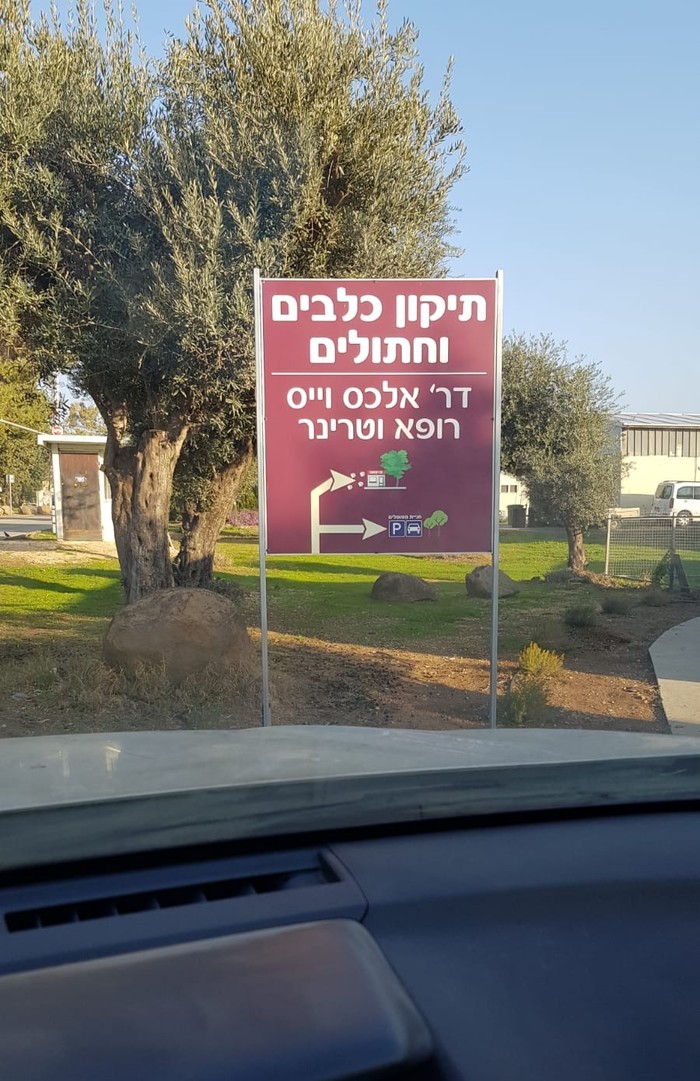 תיקון כלבים
וחתולים
דר' אלכס וייס
רופא וטרינר
P